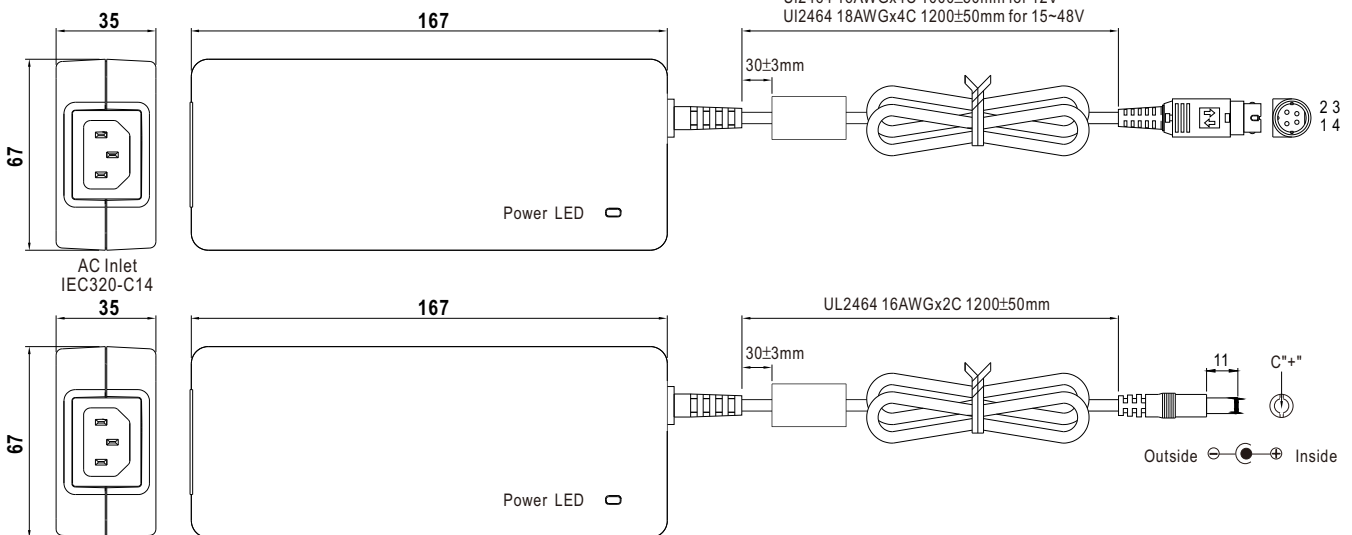 UI2464 18AWGx4C 1200±50mm for 15~48V
35
167
30±3mm
2 3
1 4
67
Power LED
AC Inlet
IEC320-C14
35
167
UL2464 16AWGx2C 1200±50mm
30±3mm
11
C"+"
67
Outside
Inside
Power LED